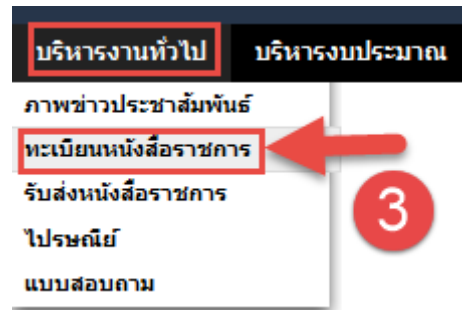 บริหารงานทั่วไป บริหารงบประมาณ
ภาพข่าวประชาสัมพันธ์
ทะเบียนหนังสือราชการ
รับส่งหนังสือราชการ
3
ไปรษณีย์
แบบสอบถาม